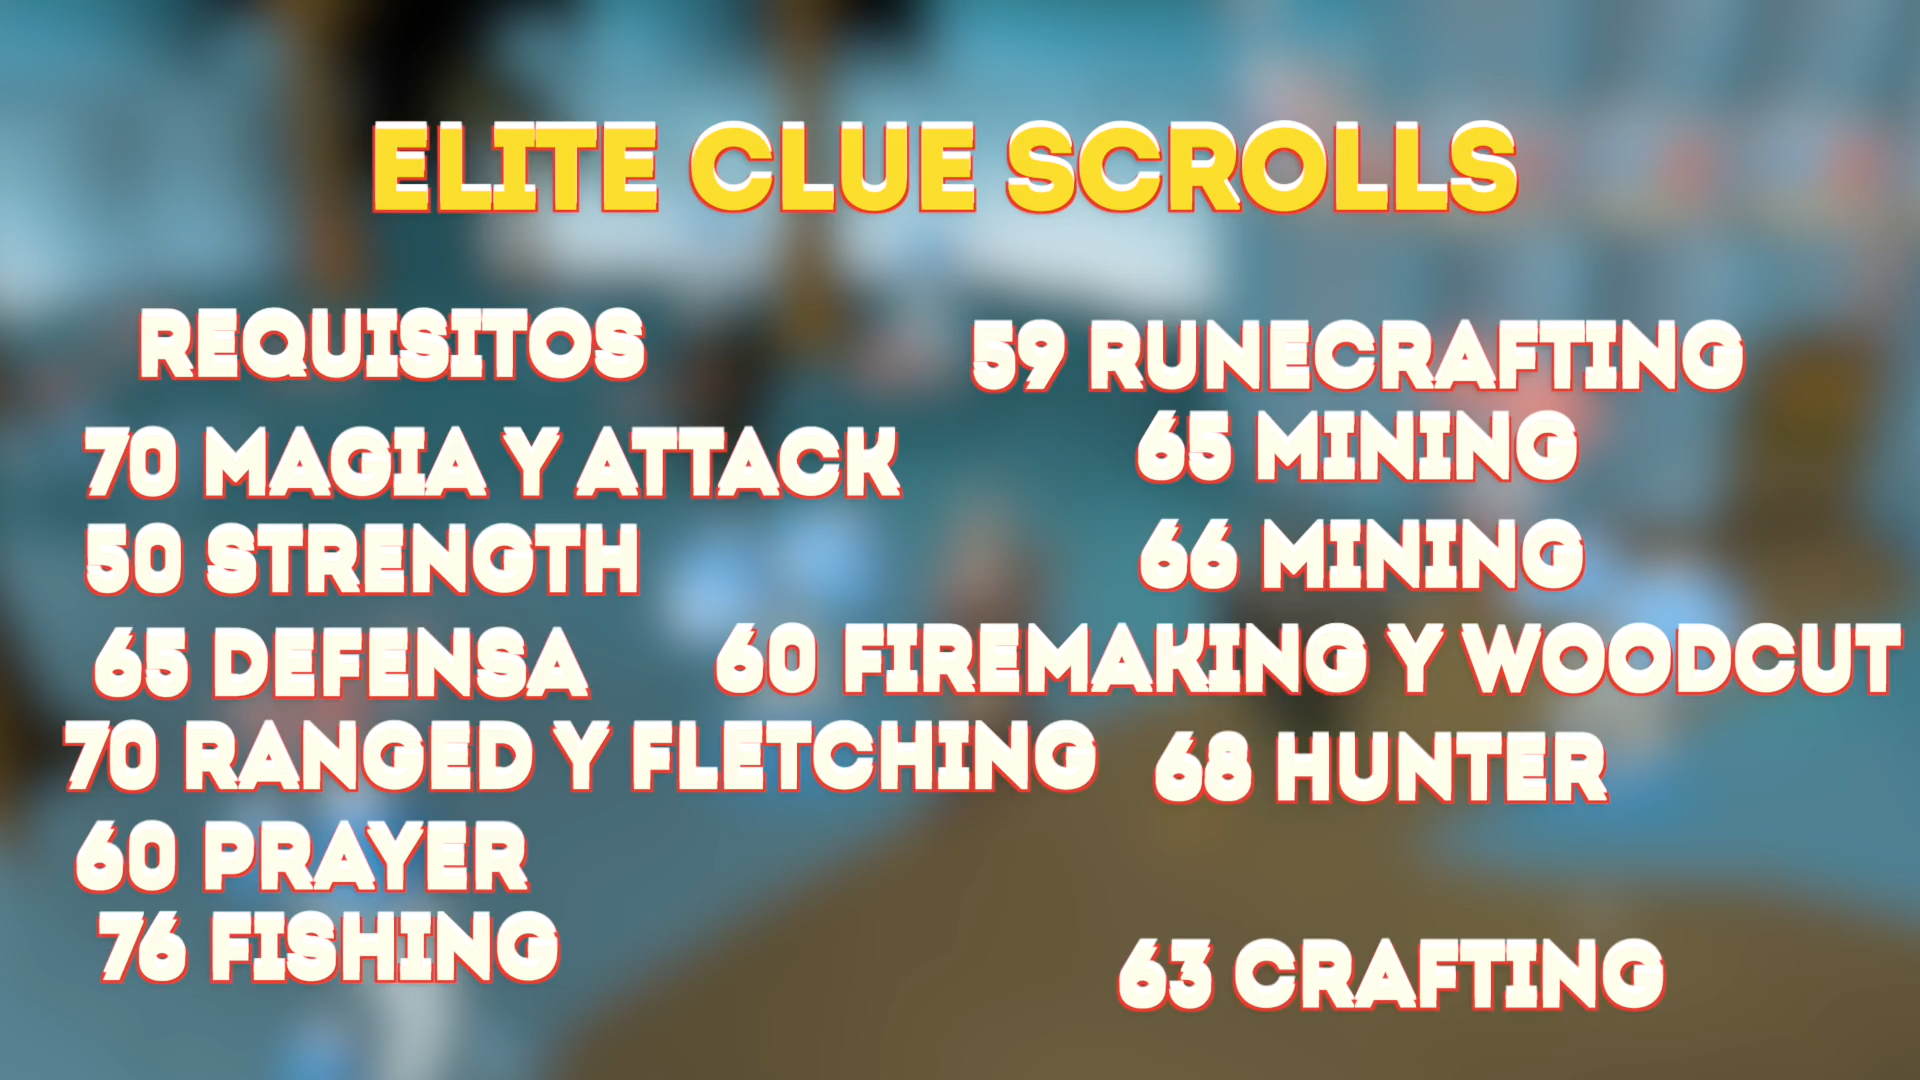 ELITE CLUE SCROLLS
REQUISITOS
70 MAGIA Y ATTACK
50 STRENGTH
65 DEFENSA
70 RANGED Y FLETCHING
60 PRAYER
76 FISHING
59 RUNECRAFTING
65 MINING
66 MINING
60 FIREMAKING Y WOODCUT
68 HUNTER
63 CRAFTING